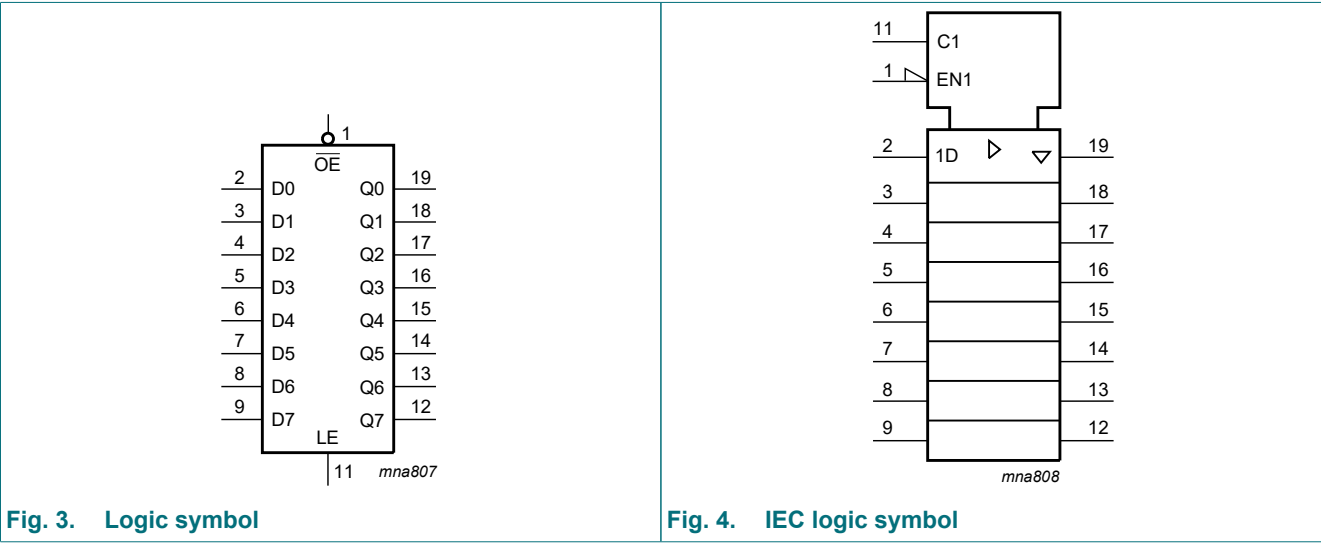 1
OE
2 D0 Q0 19
3 D1 Q1 18
4 D2 Q2 17
5 D3 Q3 16
6 D4 Q4 15
7 D5 Q5 14
8 D6 Q6 13
9 D7 Q7 12
LE
11 mna807
Fig. 3. Logic symbol
11 C1
1 EN1
2 1D 19
3 18
4 17
5 16
6 15
7 14
8 13
9 12
mna808
Fig. 4. IEC logic symbol